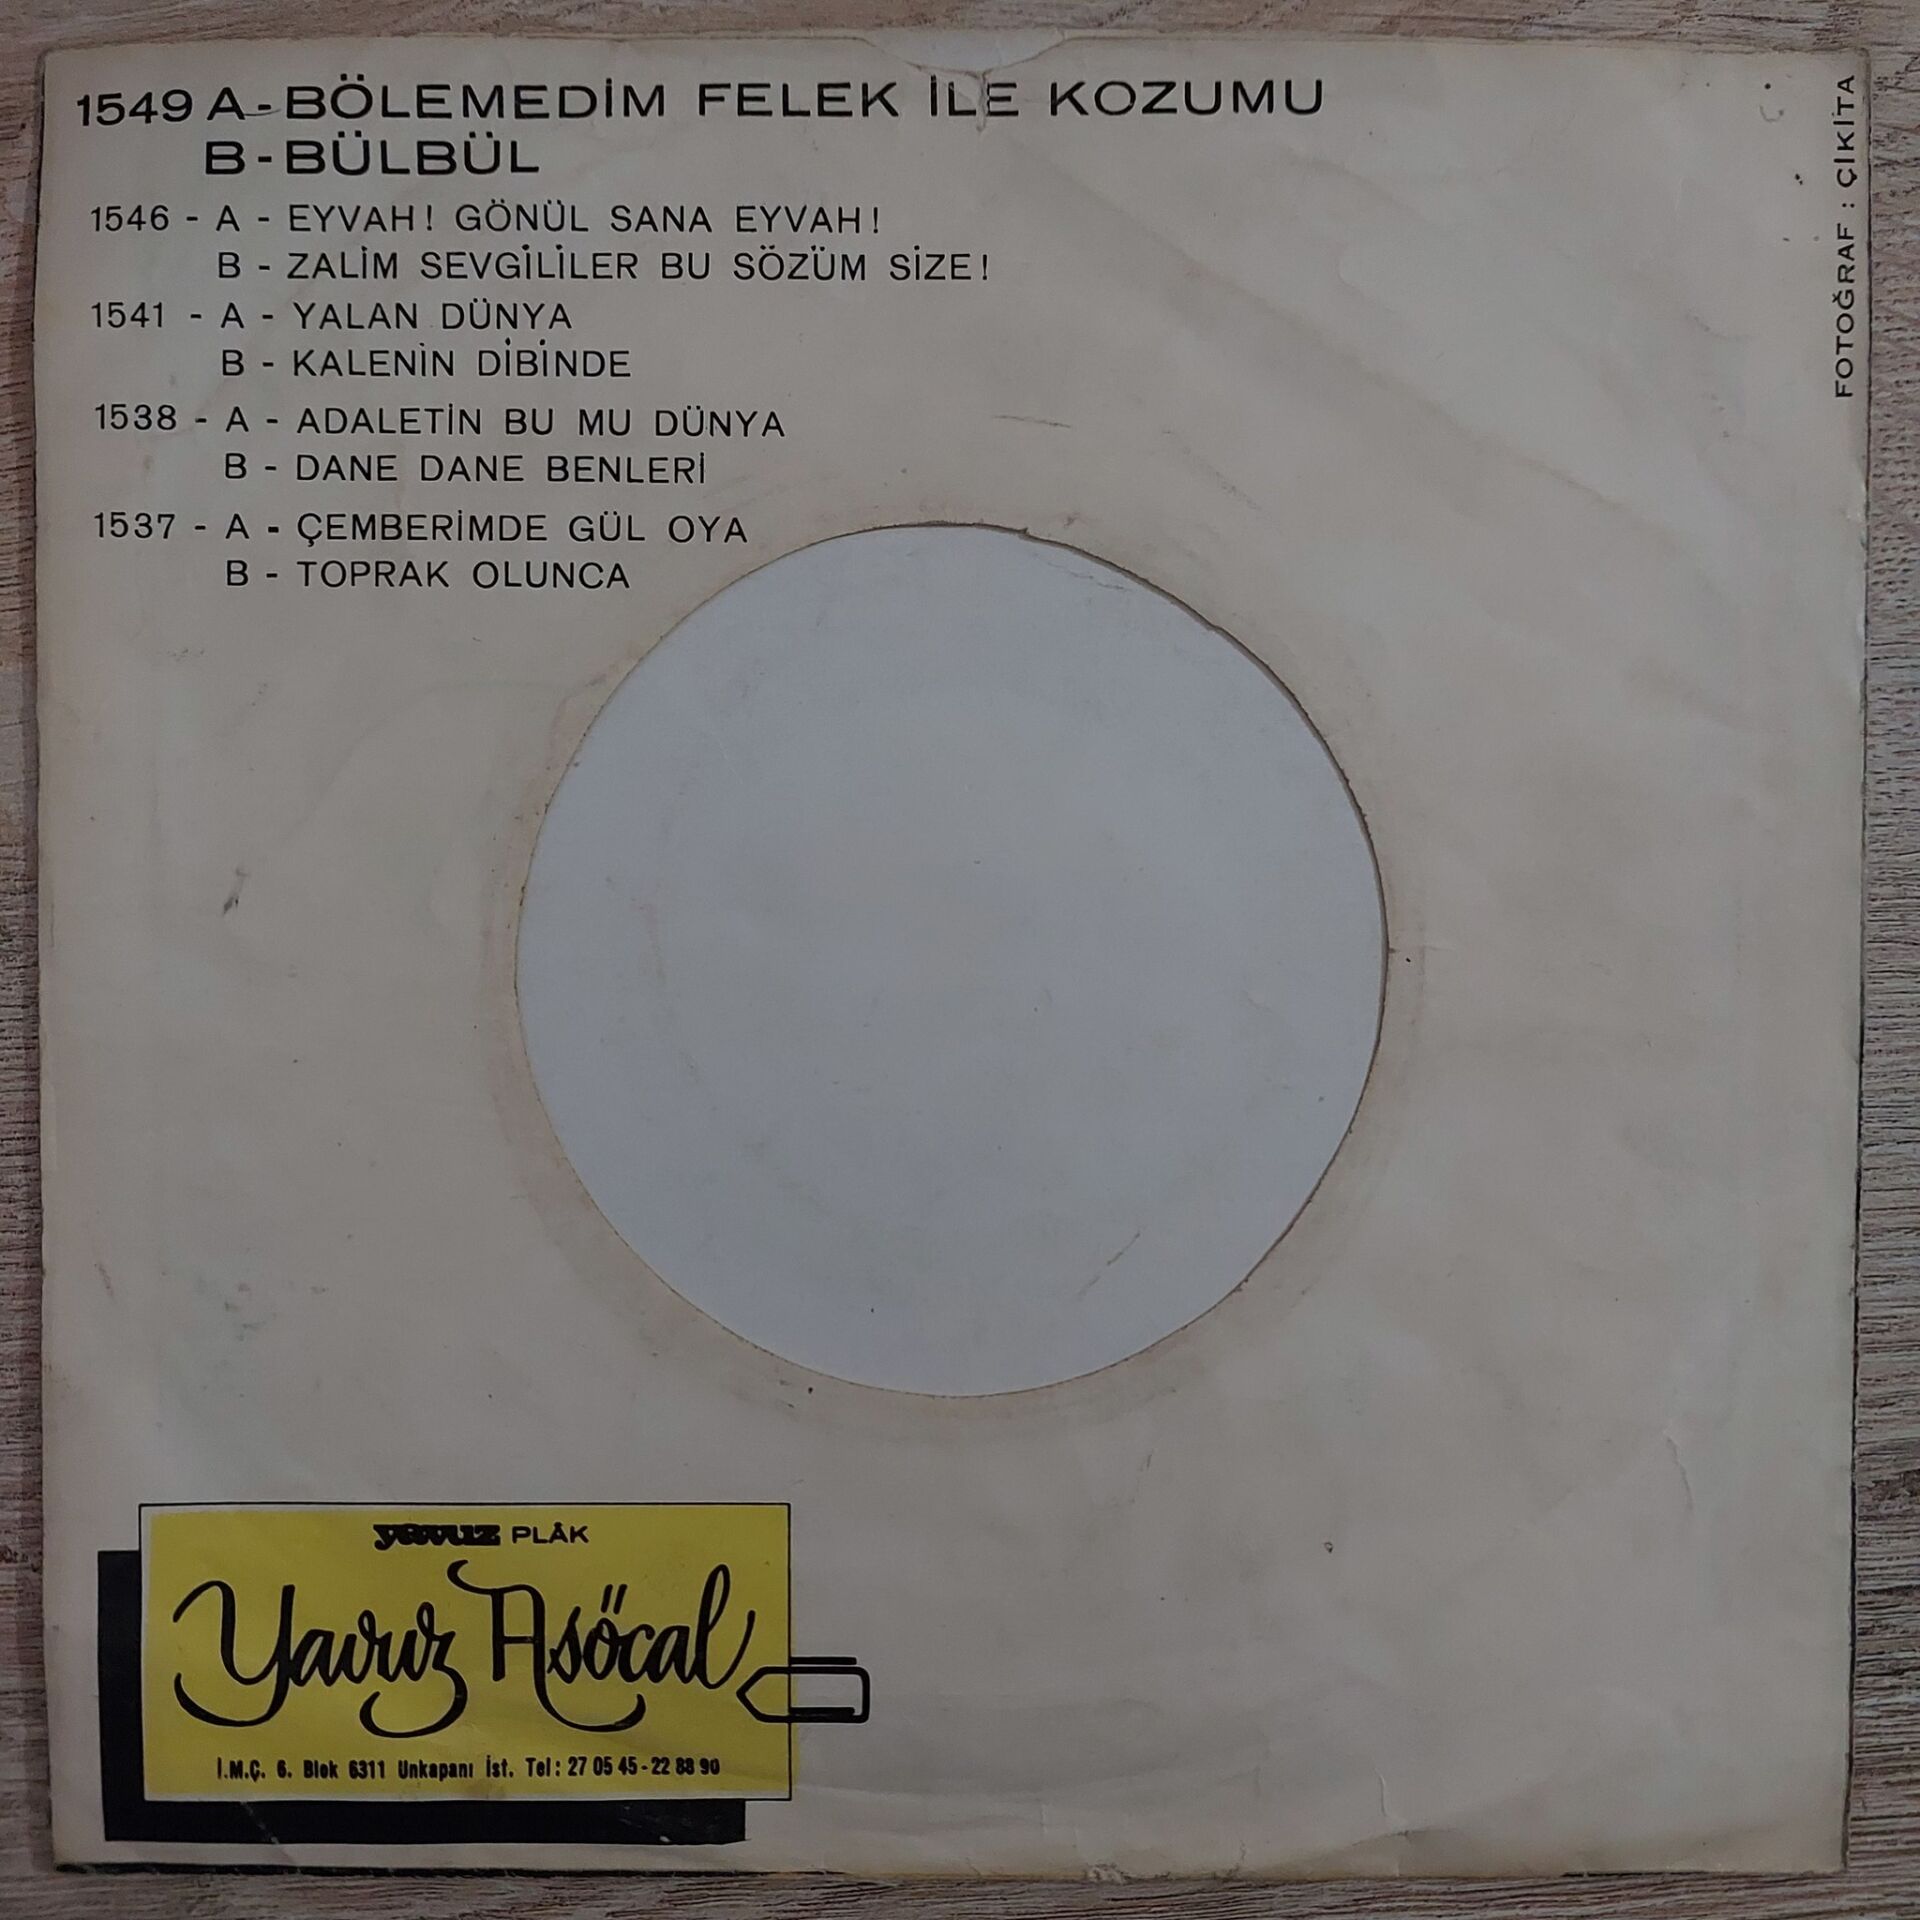 1549 A-BÖLEMEDİM FELEK İLE KOZUMU
B-BÜLBÜL
1546 - A - EYVAH! GÖNÜL SANA EYVAH!
B - ZALİM SEVGİLİLER BU SÖZÜM SİZE!
1541 - A - YALAN DÜNYA
B - KALENİN DİBİNDE
1538 - A - ADALETİN BU MU DÜNYA
B - DANE DANE BENLERİ
1537 - A - ÇEMBERİMDE GÜL OYA
B - TOPRAK OLUNCA
FOTOĞRAF : ÇİKİTA
yavuz PLÂK
Yavuz Asöcal
İ.M.Ç. 6. Blok 6311 Unkapanı İst. Tel: 27 05 45-22 88 90